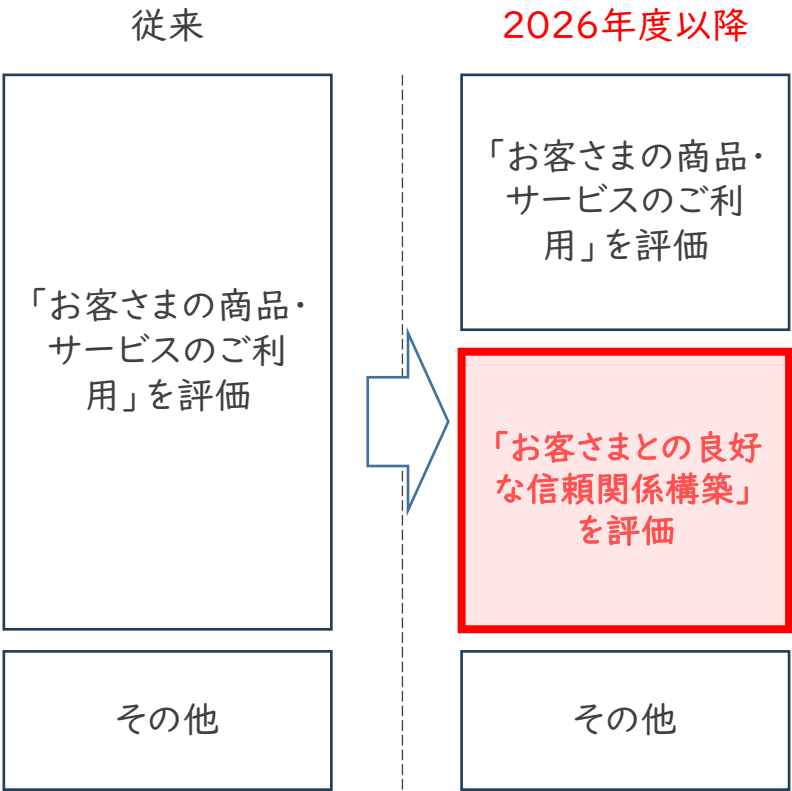 従来
「お客さまの商品・
サービスのご利
用」を評価
その他
2026年度以降
「お客さまの商品・
サービスのご利
用」を評価
「お客さまとの良好
な信頼関係構築」
を評価
その他